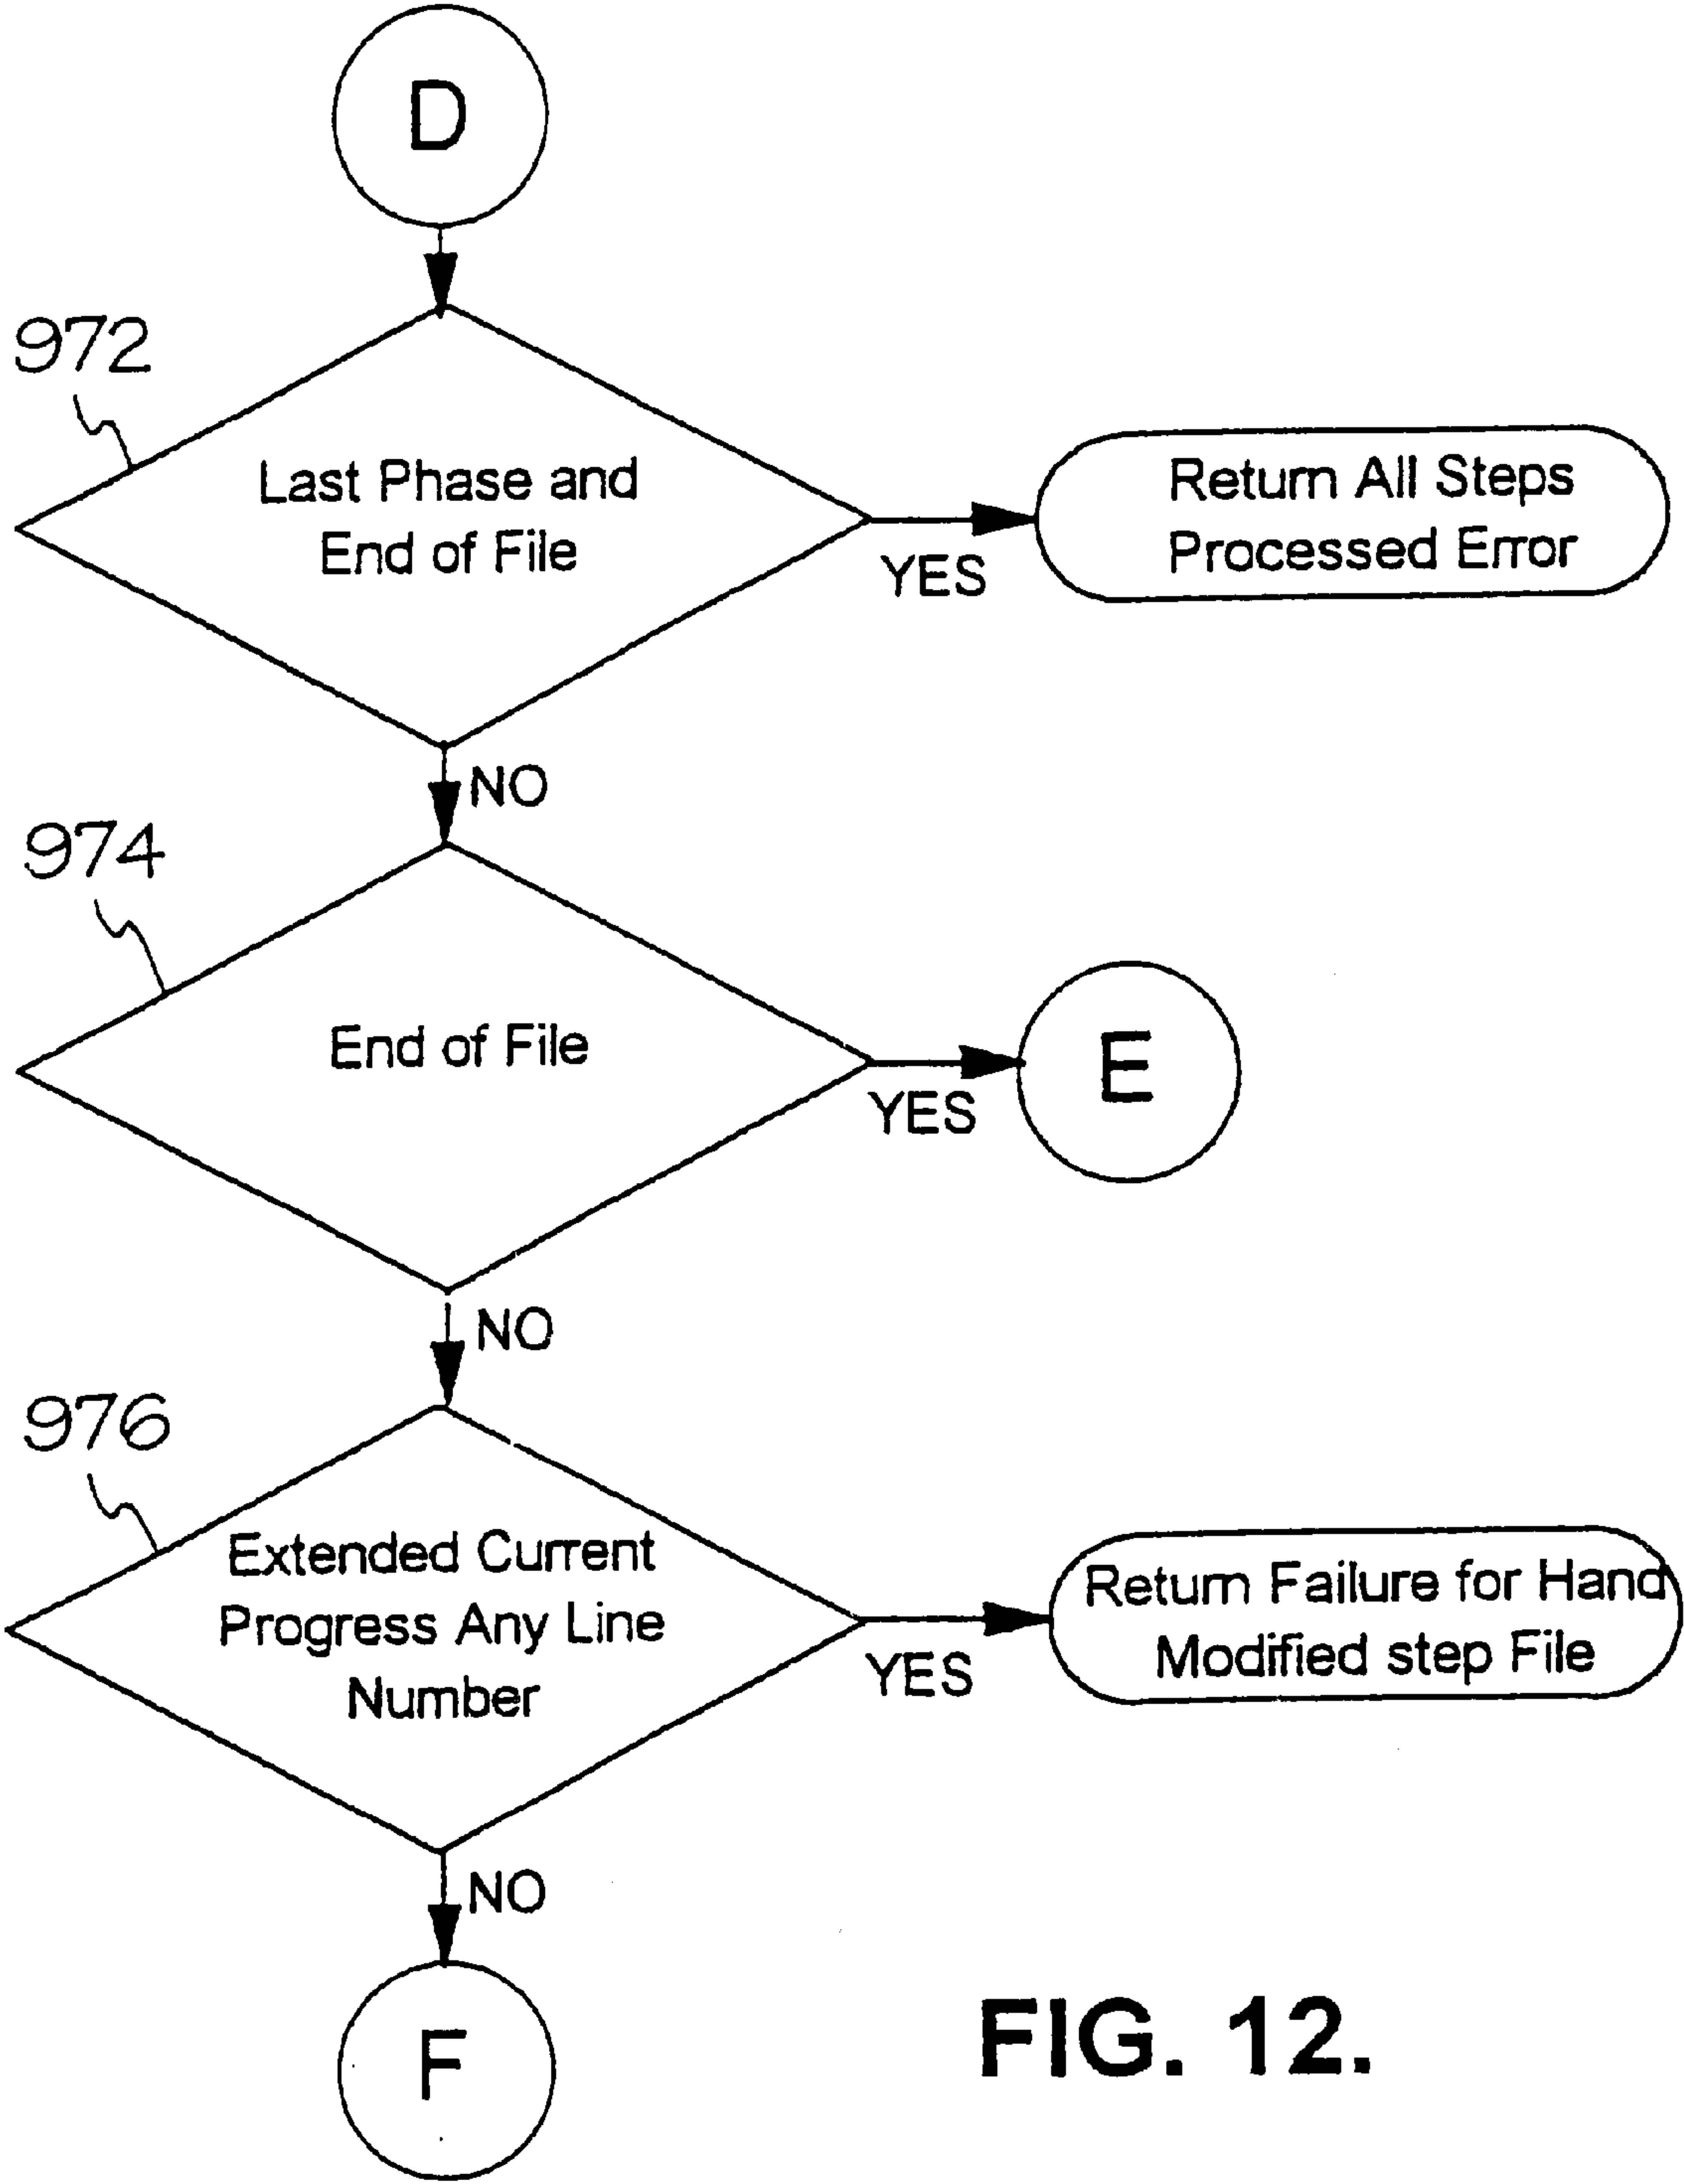 D
972
Last Phase and
End of File
YES
Return All Steps
Processed Error
NO
974
End of File
YES
E
NO
976
Extended Current
Progress Any Line
Number
YES
Return Failure for Hand
Modified step File
NO
F
FIG. 12.